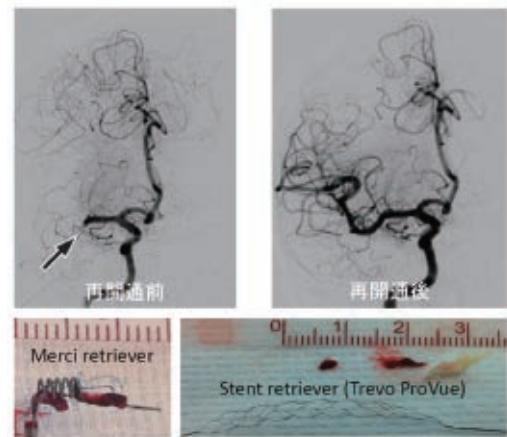 再開通前
再開通後
Merci retriever
0 1 2 3
Stent retriever (Trevo ProVue)